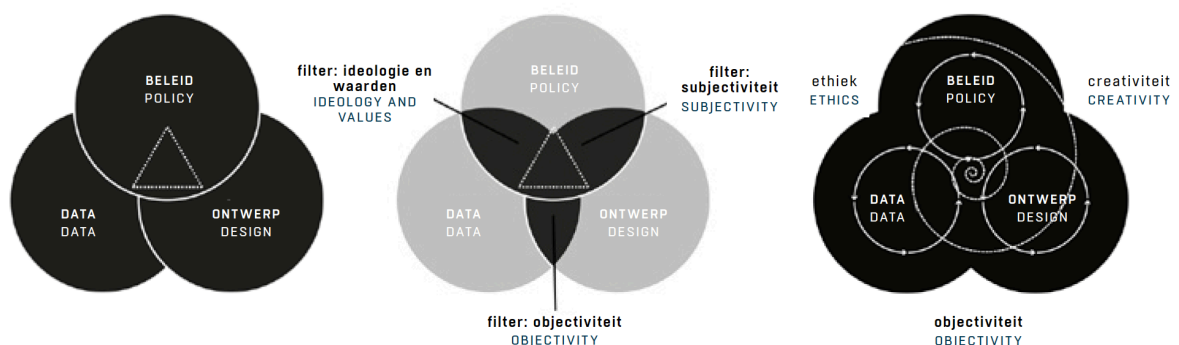 BELEID
POLICY
DATA
DATA
ONTWERP
DESIGN
filter: ideologie en
waarden
IDEOLOGY AND
VALUES
BELEID
POLICY
filter:
subjectiviteit
SUBJECTIVITY
DATA
DATA
ONTWERP
DESIGN
filter: objectiviteit
OBJECTIVITY
ethiek
ETHICS
BELEID
POLICY
creativiteit
CREATIVITY
DATA
DATA
ONTWERP
DESIGN
objectiviteit
OBJECTIVITY